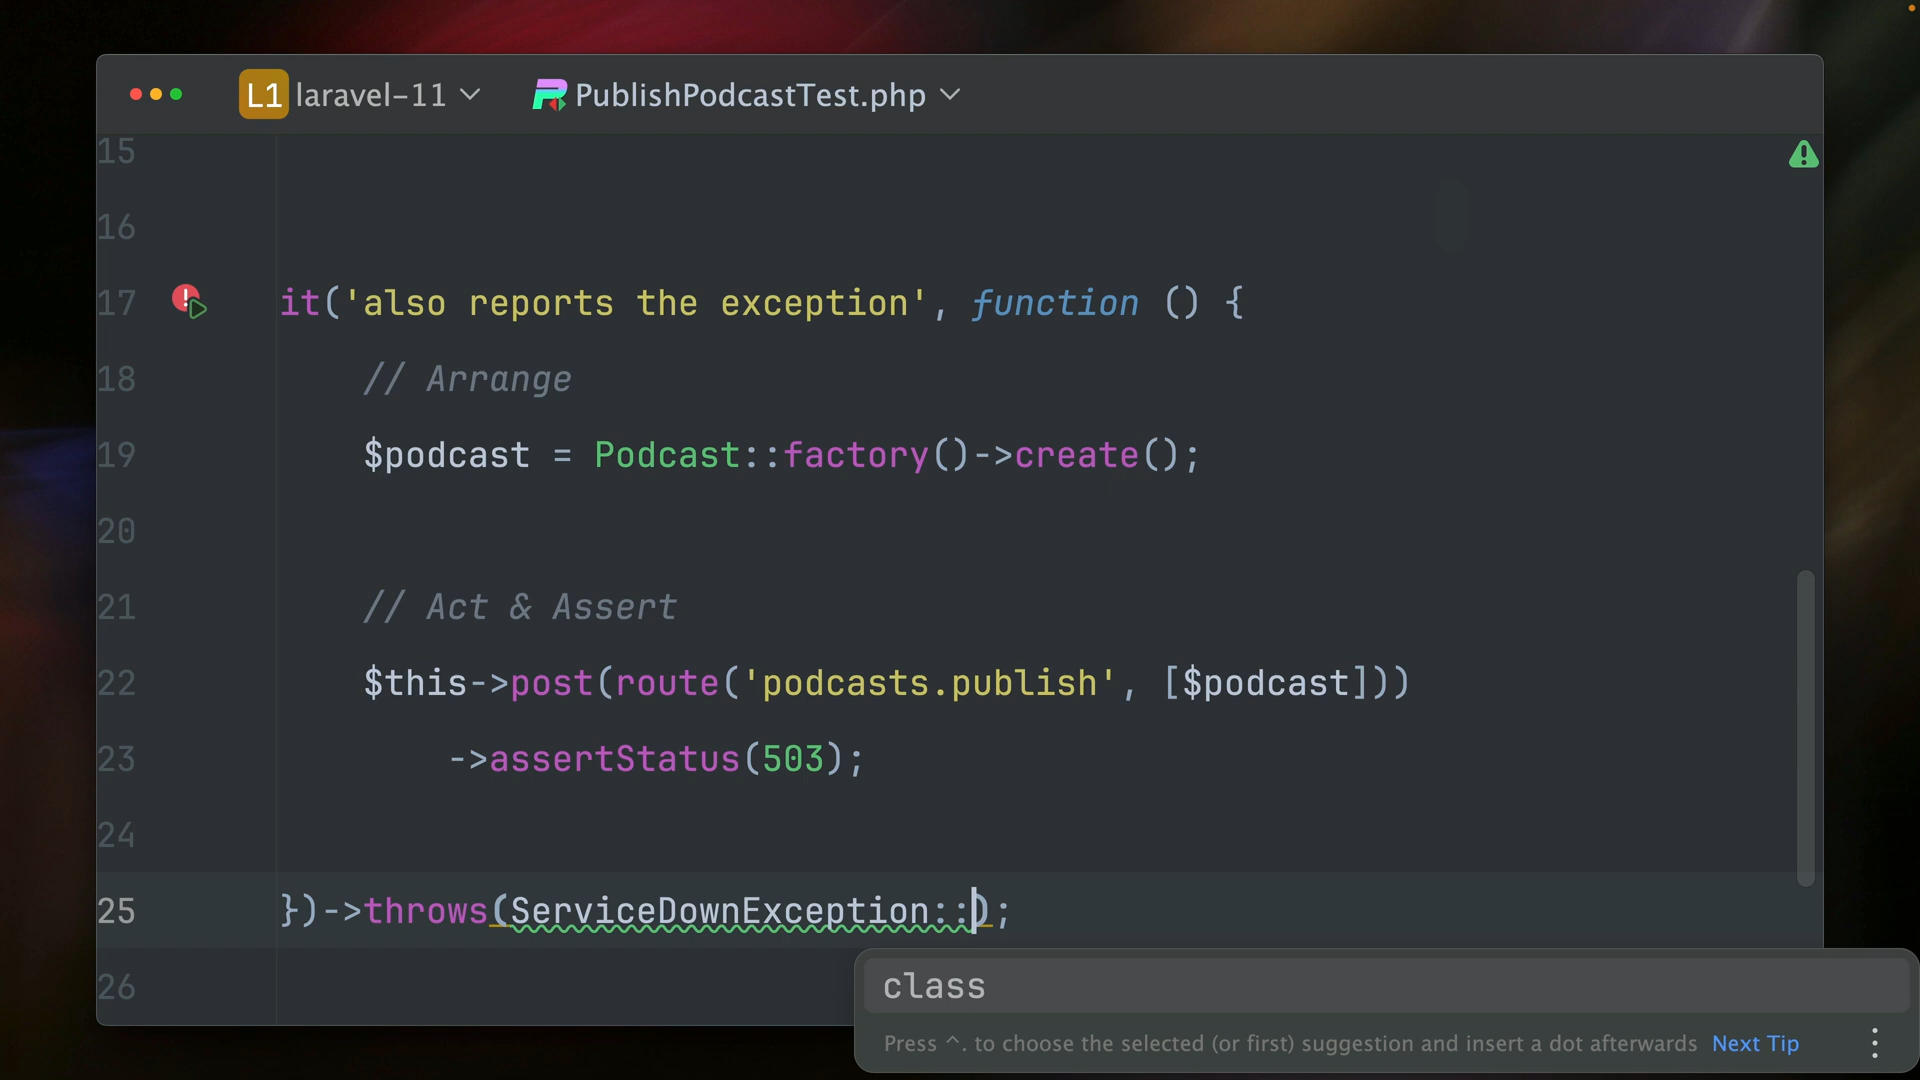 L1 laravel-11 PublishPodcastTest.php
15
16
17 it('also reports the exception', function () {
18 // Arrange
19 $podcast = Podcast::factory()->create();
20
21 // Act & Assert
22 $this->post(route('podcasts.publish', [$podcast]))
23 ->assertStatus(503);
24
25 })->throws(ServiceDownException::);
26
class
Press ^. to choose the selected (or first) suggestion and insert a dot afterwards Next Tip